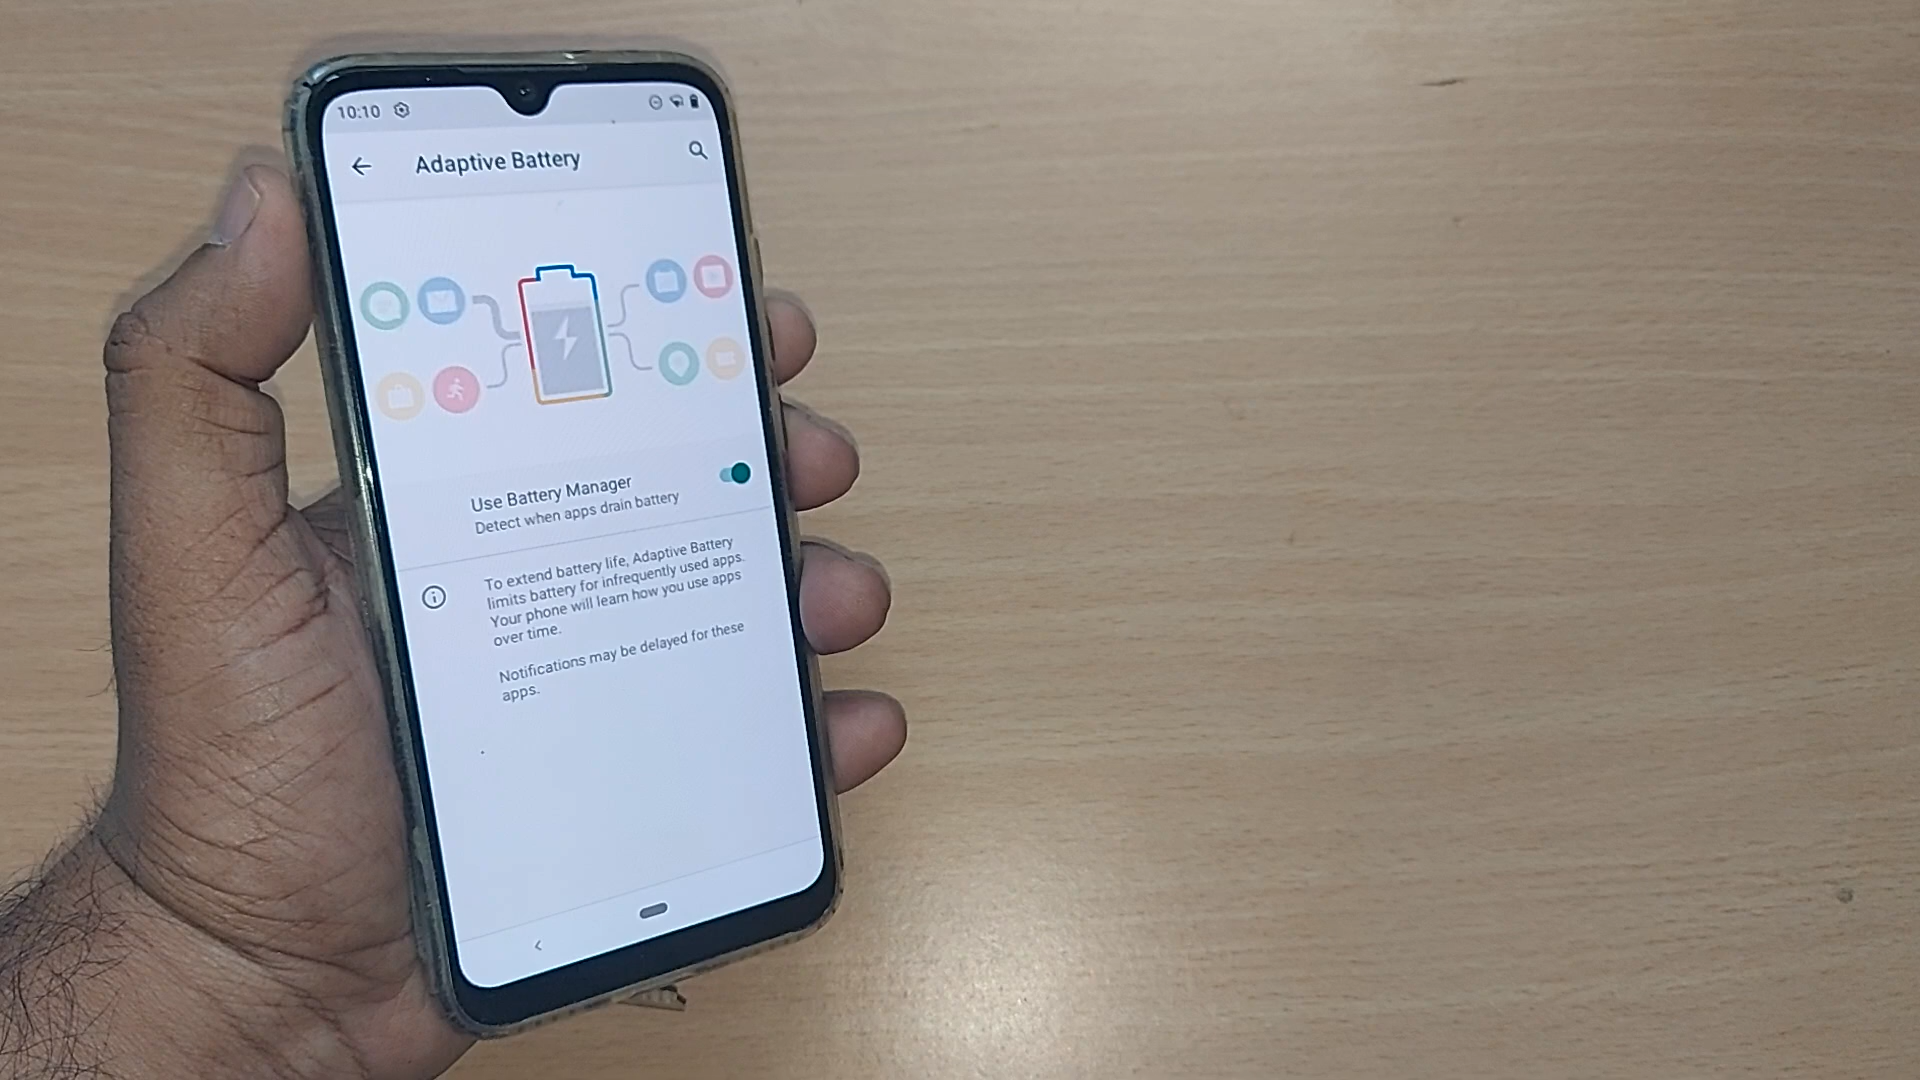 10:10
Adaptive Battery
Use Battery Manager
Detect when apps drain battery
To extend battery life, Adaptive Battery
limits battery for infrequently used apps.
Your phone will learn how you use apps
over time.
Notifications may be delayed for these
apps.